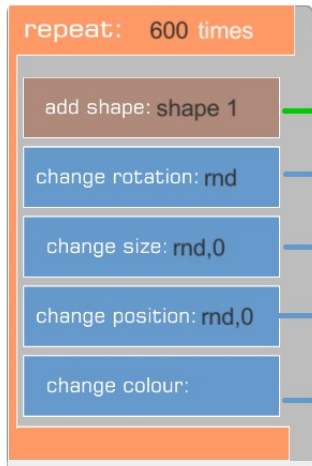 repeat: 600 times
add shape: shape 1
change rotation: rnd
change size: rnd,0
change position: rnd,0
change colour: